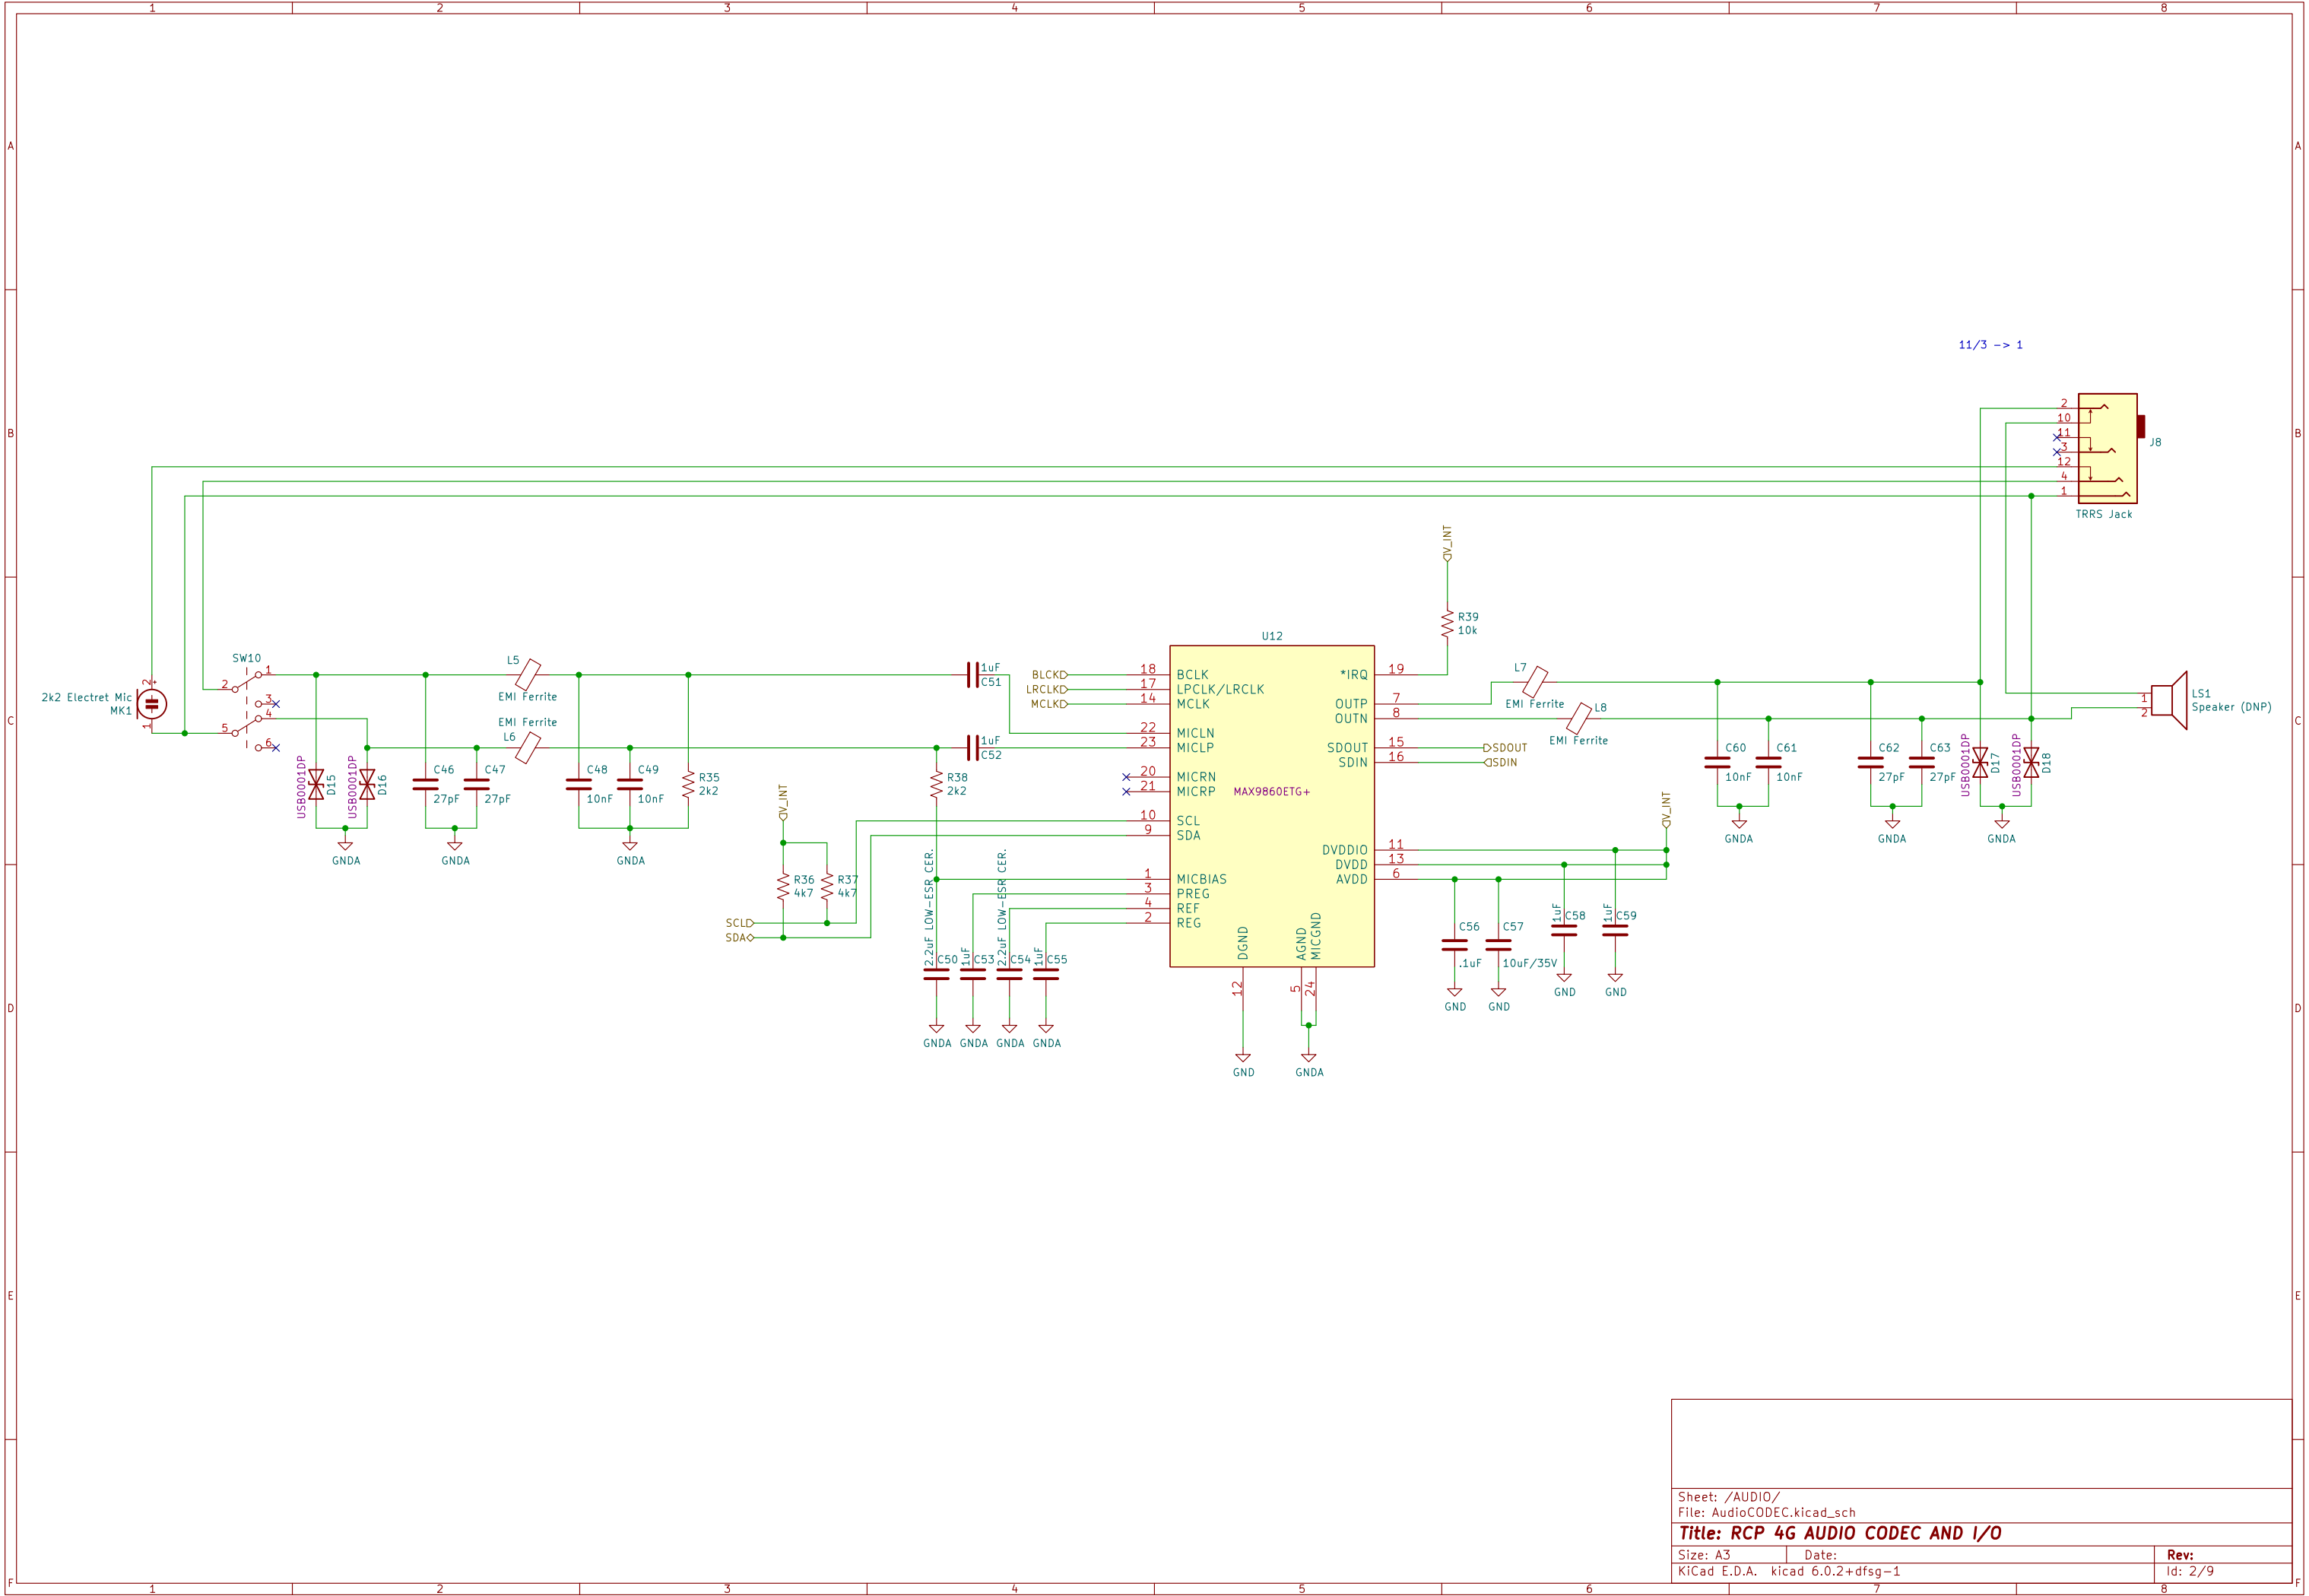 1 2 3 4 5 6 7 8
A A
11/3 -> 1
2
10
11
3
12
4
1
J8
TRRS Jack
B B
V_INT
R39
10k
U12
MAX9860ETG+
18 BCLK
17 LPCLK/LRCLK
14 MCLK
22 MICLN
23 MICLP
20 MICRN
21 MICRP
10 SCL
9 SDA
1 MICBIAS
3 PREG
4 REF
2 REG
*IRQ 19
OUTP 7
OUTN 8
SDOUT 15
SDIN 16
DVDDIO 11
DVDD 13
AVDD 6
DGND 12
AGND 5
MICGND 24
GND
GNDA
BLCK
LRCLK
MCLK
SDOUT
SDIN
2k2 Electret Mic
MK1
2
+
1
SW10
2
1
3
5
4
6
USB0001DP
D15
USB0001DP
D16
GNDA
C46
27pF
C47
27pF
GNDA
L5
EMI Ferrite
EMI Ferrite
L6
C48
10nF
C49
10nF
R35
2k2
GNDA
1uF
C51
1uF
C52
R38
2k2
V_INT
R36
4k7
R37
4k7
SCL
SDA
2.2uF LOW-ESR CER.
C50
1uF
C53
2.2uF LOW-ESR CER.
C54
1uF
C55
GNDA GNDA GNDA GNDA
L7
EMI Ferrite
L8
EMI Ferrite
C60
10nF
C61
10nF
GNDA
C62
27pF
C63
27pF
GNDA
USB0001DP
D17
USB0001DP
D18
GNDA
1
2
LS1
Speaker (DNP)
V_INT
C56
.1uF
C57
10uF/35V
1uF
C58
1uF
C59
GND GND GND GND
C C
D D
E E
F F
Sheet: /AUDIO/
File: AudioCODEC.kicad_sch
Title: RCP 4G AUDIO CODEC AND I/O
Size: A3 Date: Rev:
KiCad E.D.A. kicad 6.0.2+dfsg-1 Id: 2/9
1 2 3 4 5 6 7 8